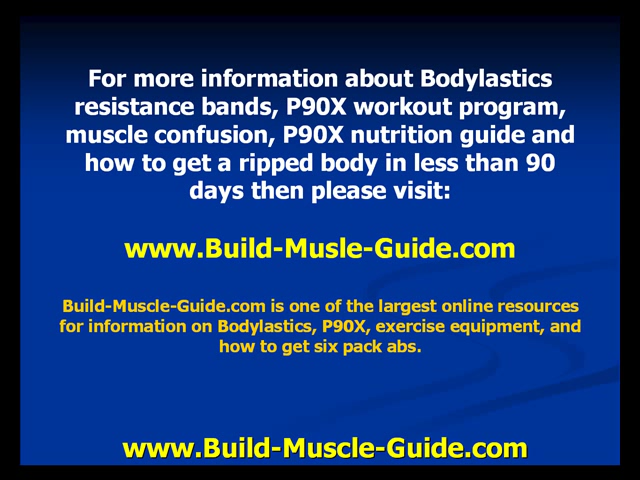 For more information about Bodylastics
resistance bands, P90X workout program,
muscle confusion, P90X nutrition guide and
how to get a ripped body in less than 90
days then please visit:
www.Build-Musle-Guide.com
Build-Muscle-Guide.com is one of the largest online resources
for information on Bodylastics, P90X, exercise equipment, and
how to get six pack abs.
www.Build-Muscle-Guide.com